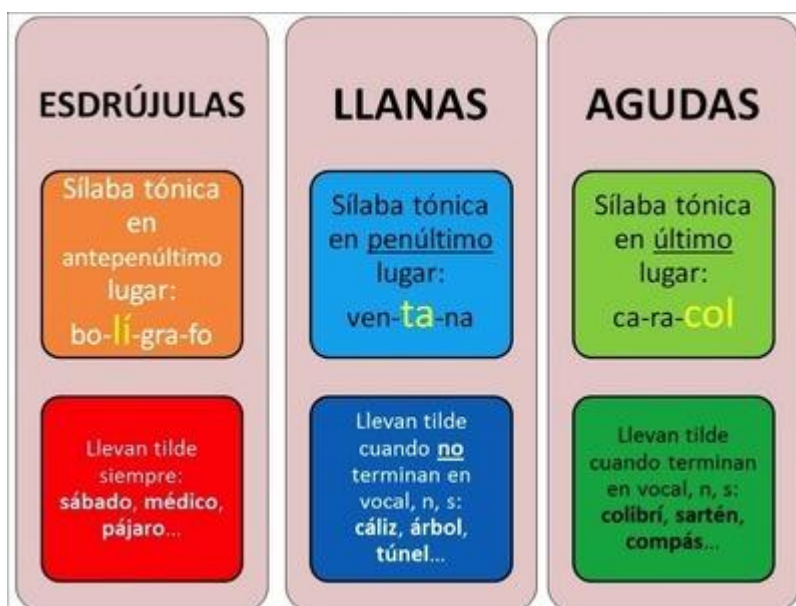 ESDRÚJULAS
Sílaba tónica
en
antepenúltimo
lugar:
bo-lí-gra-fo
Llevan tilde
siempre:
sábado, médico,
pájaro...
LLANAS
Sílaba tónica
en penúltimo
lugar:
ven-ta-na
Llevan tilde
cuando no
terminan en
vocal, n, s:
cáliz, árbol,
túnel...
AGUDAS
Sílaba tónica
en último
lugar:
ca-ra-col
Llevan tilde
cuando terminan
en vocal, n, s:
colibrí, sartén,
compás...